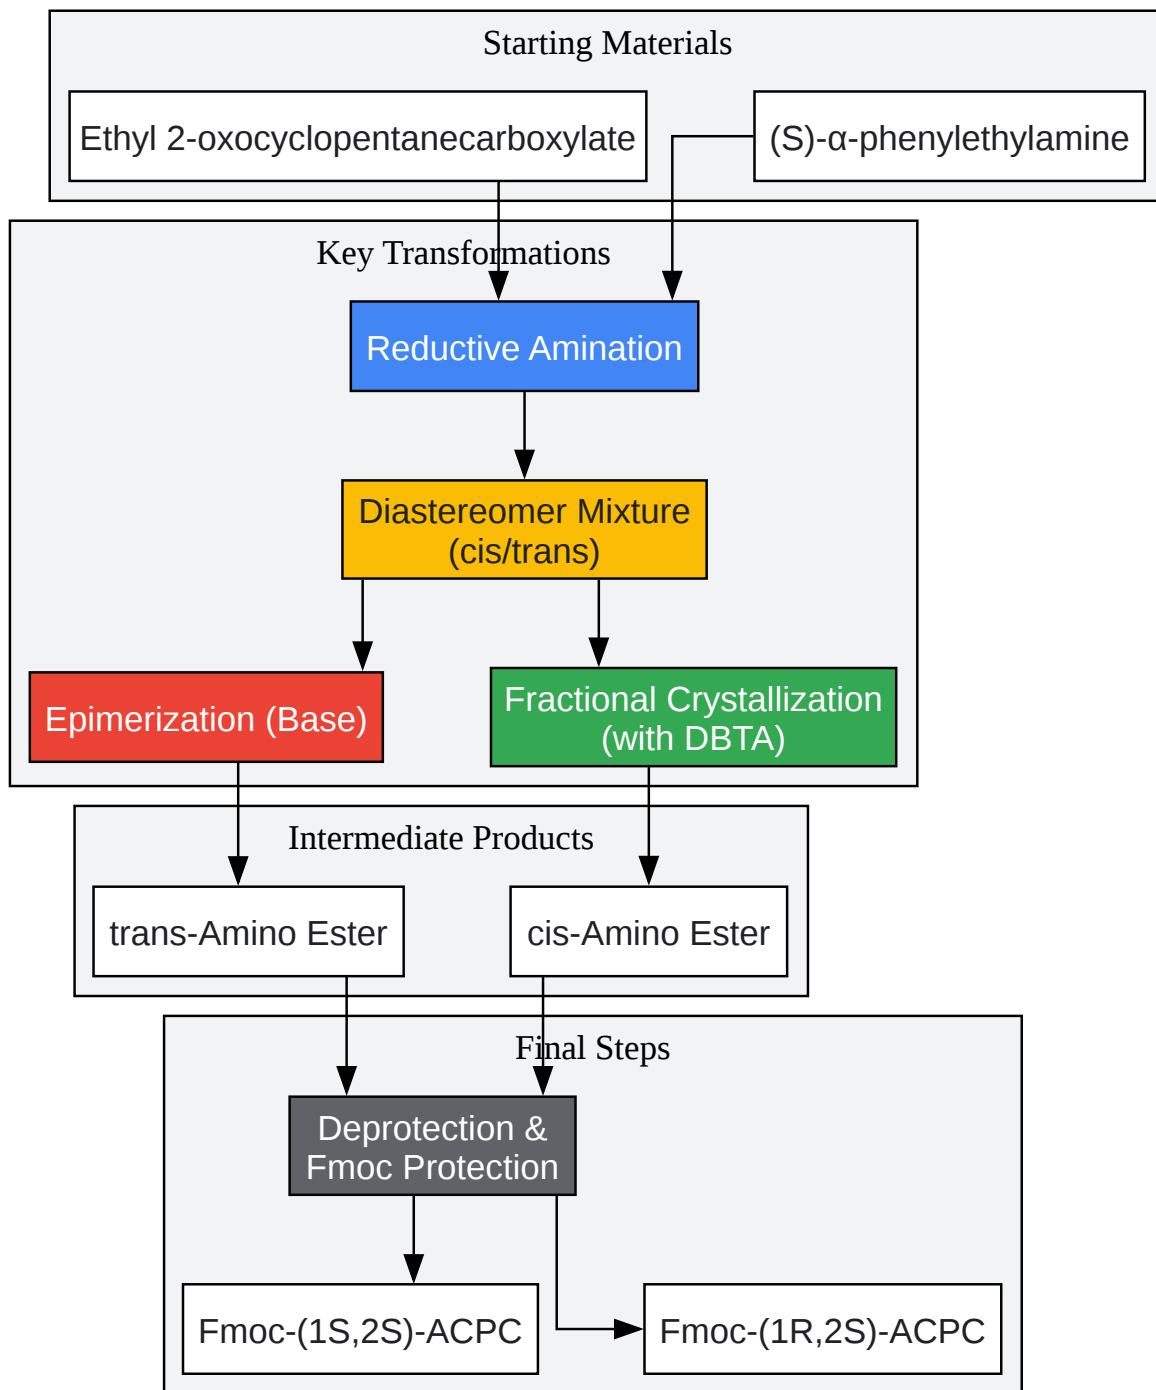 Starting Materials
Ethyl 2-oxocyclopentanecarboxylate
(S)-α-phenylethylamine
Key Transformations
Reductive Amination
Diastereomer Mixture
(cis/trans)
Epimerization (Base)
Fractional Crystallization
(with DBTA)
Intermediate Products
trans-Amino Ester
cis-Amino Ester
Final Steps
Deprotection &
Fmoc Protection
Fmoc-(1S,2S)-ACPC
Fmoc-(1R,2S)-ACPC